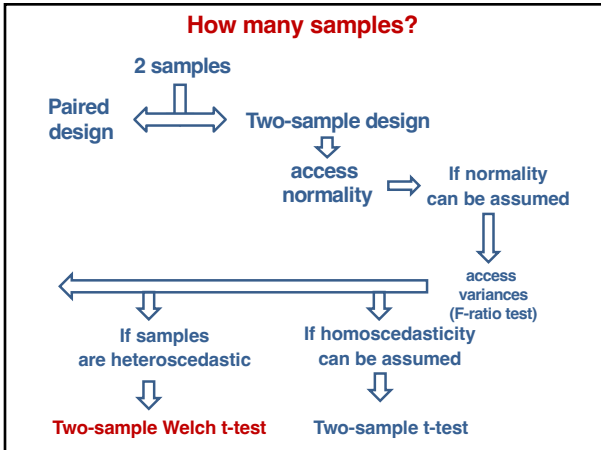 How many samples?
2 samples
Paired
design
Two-sample design
access
normality
If normality
can be assumed
access
variances
(F-ratio test)
If samples
are heteroscedastic
If homoscedasticity
can be assumed
Two-sample Welch t-test
Two-sample t-test